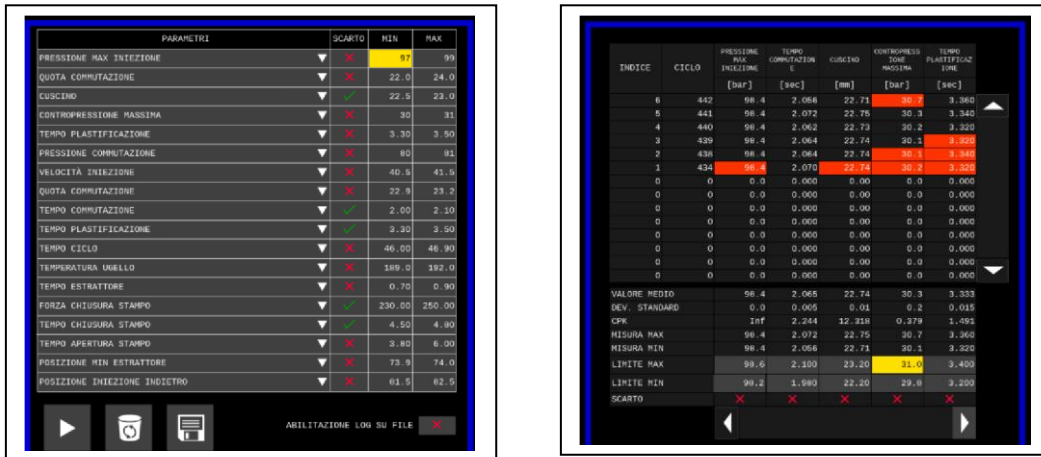 PARAMETRI SCARTO MIN MAX
PRESSIONE MAX INIEZIONE 97 99
QUOTA COMMUTAZIONE 22.0 24.0
CUSCINO 22.5 23.0
CONTROPRESSIONE MASSIMA 30 31
TEMPO PLASTIFICAZIONE 3.30 3.50
PRESSIONE COMMUTAZIONE 80 81
VELOCITÀ INIEZIONE 40.5 41.5
QUOTA COMMUTAZIONE 22.9 23.2
TEMPO COMMUTAZIONE 2.00 2.10
TEMPO PLASTIFICAZIONE 3.30 3.50
TEMPO CICLO 46.00 46.90
TEMPERATURA UGELLO 189.0 192.0
TEMPO ESTRATTORE 0.70 0.90
FORZA CHIUSURA STAMPO 230.00 250.00
TEMPO CHIUSURA STAMPO 4.50 4.80
TEMPO APERTURA STAMPO 3.80 6.00
POSIZIONE MIN ESTRATTORE 73.9 74.0
POSIZIONE INIEZIONE INDIETRO 81.5 82.5
ABILITAZIONE LOG SU FILE
PRESSIONE TEMPO CONTROPRESS TEMPO
INDICE CICLO MAX COMMUTAZION CUSCINO IONE PLASTIFICAZ
INIEZIONE E MASSIMA IONE
[bar] [sec] [mm] [bar] [sec]
6 442 98.4 2.056 22.71 30.7 3.360
5 441 98.4 2.072 22.75 30.3 3.340
4 440 98.4 2.062 22.73 30.2 3.320
3 439 98.4 2.064 22.74 30.1 3.320
2 438 98.4 2.064 22.74 30.1 3.340
1 434 98.4 2.070 22.74 30.2 3.320
0 0 0.0 0.000 0.00 0.0 0.000
0 0 0.0 0.000 0.00 0.0 0.000
0 0 0.0 0.000 0.00 0.0 0.000
0 0 0.0 0.000 0.00 0.0 0.000
0 0 0.0 0.000 0.00 0.0 0.000
0 0 0.0 0.000 0.00 0.0 0.000
0 0 0.0 0.000 0.00 0.0 0.000
0 0 0.0 0.000 0.00 0.0 0.000
VALORE MEDIO 98.4 2.065 22.74 30.3 3.333
DEV. STANDARD 0.0 0.005 0.01 0.2 0.015
CPK Inf 2.244 12.318 0.379 1.491
MISURA MAX 98.4 2.072 22.75 30.7 3.360
MISURA MIN 98.4 2.056 22.71 30.1 3.320
LIMITE MAX 98.6 2.100 23.20 31.0 3.400
LIMITE MIN 98.2 1.980 22.20 29.8 3.200
SCARTO